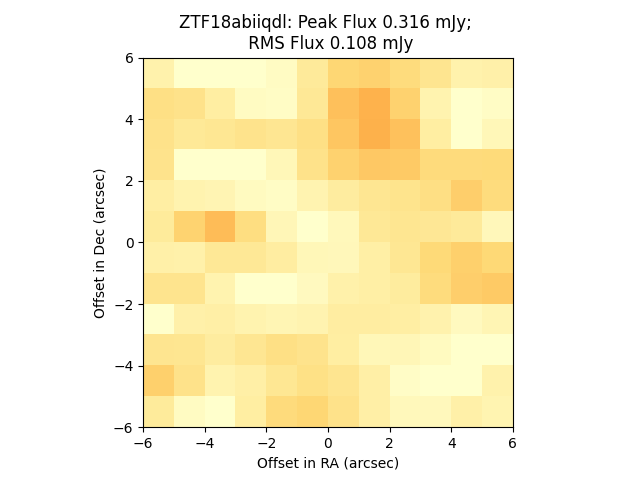 ZTF18abiiqdl: Peak Flux 0.316 mJy;
RMS Flux 0.108 mJy
6
4
2
0
−2
−4
−6
Offset in Dec (arcsec)
−6 −4 −2 0 2 4 6
Offset in RA (arcsec)